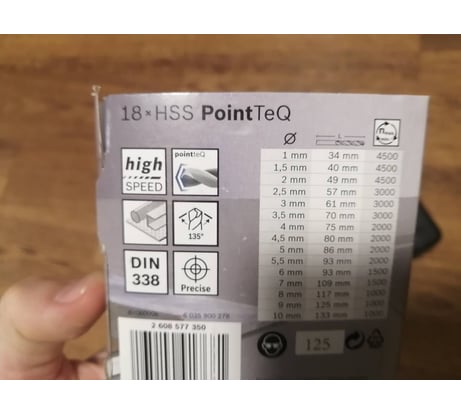 18 x HSS PointTeQ
Ø L n max
high SPEED
pointteQ
135°
DIN 338
Precise
1 mm 34 mm 4500
1,5 mm 40 mm 4500
2 mm 49 mm 4500
2,5 mm 57 mm 3000
3 mm 61 mm 3000
3,5 mm 70 mm 3000
4 mm 75 mm 2000
4,5 mm 80 mm 2000
5 mm 86 mm 2000
5,5 mm 93 mm 2000
6 mm 93 mm 1500
7 mm 109 mm 1500
8 mm 117 mm 1000
9 mm 125 mm 1000
10 mm 133 mm 1000
2 608 577 350
125